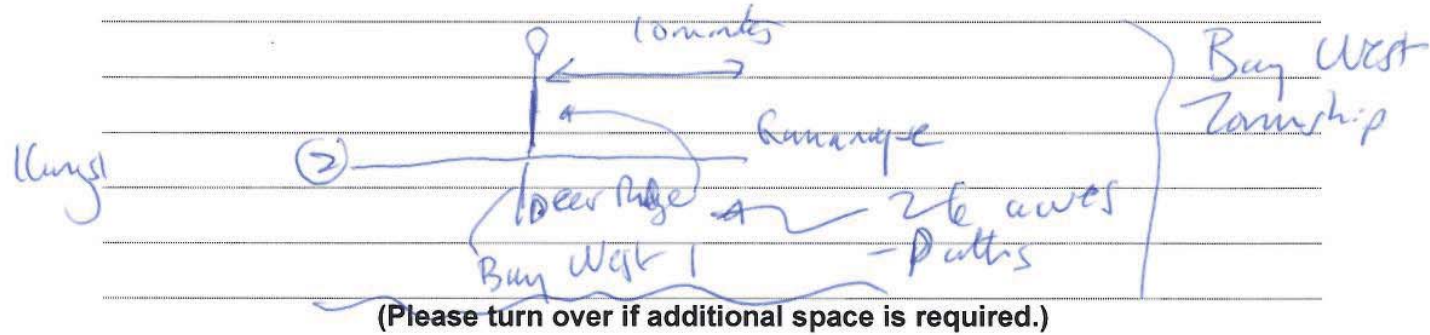 10 minutes
Bay West
Township
②
Deer Ridge
26 acres
Bay West 1
- Paths
(Please turn over if additional space is required.)